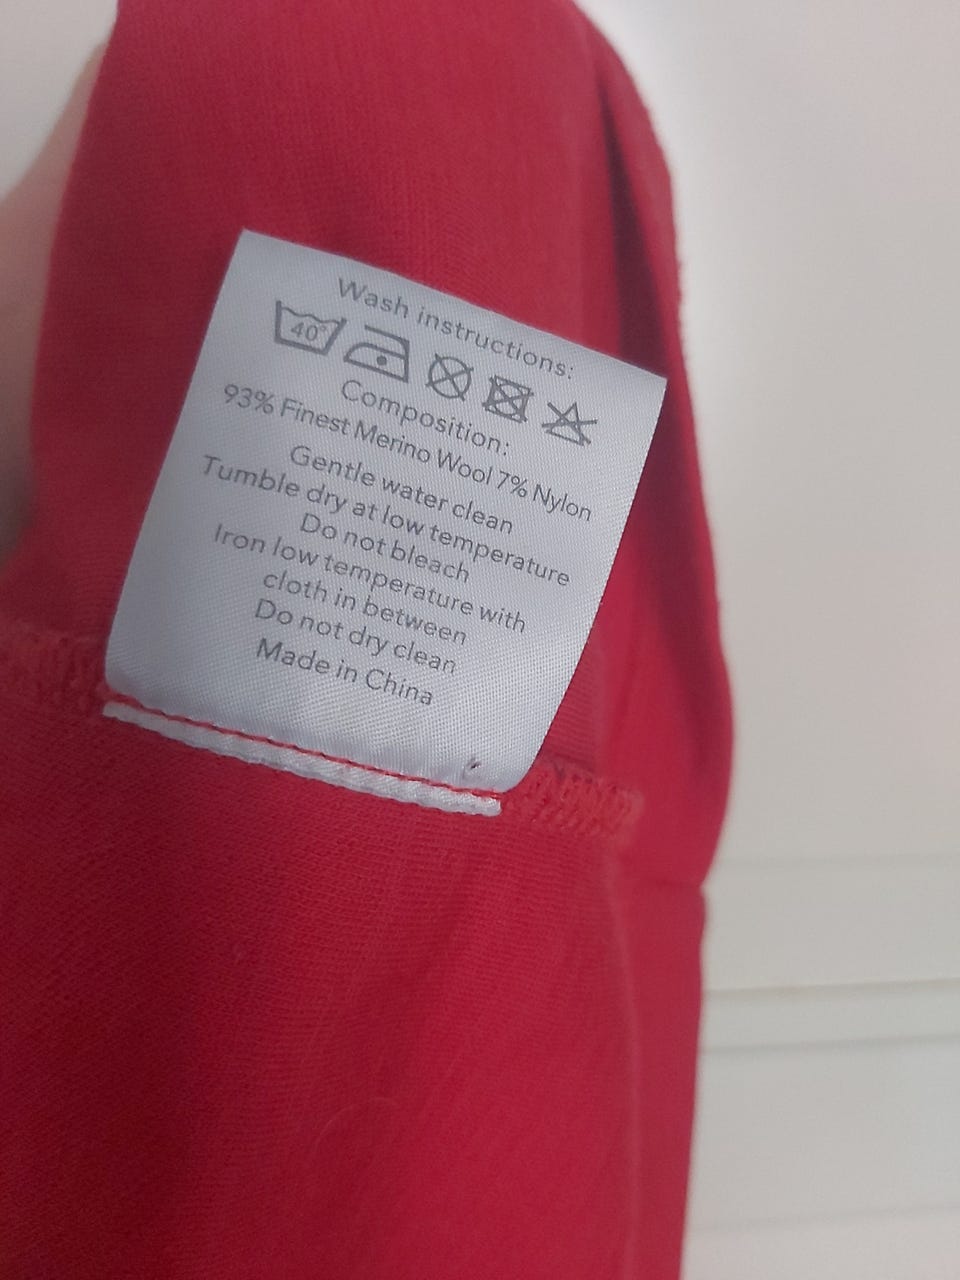 Wash instructions:
40°
Composition:
93% Finest Merino Wool 7% Nylon
Gentle water clean
Tumble dry at low temperature
Do not bleach
Iron low temperature with
cloth in between
Do not dry clean
Made in China